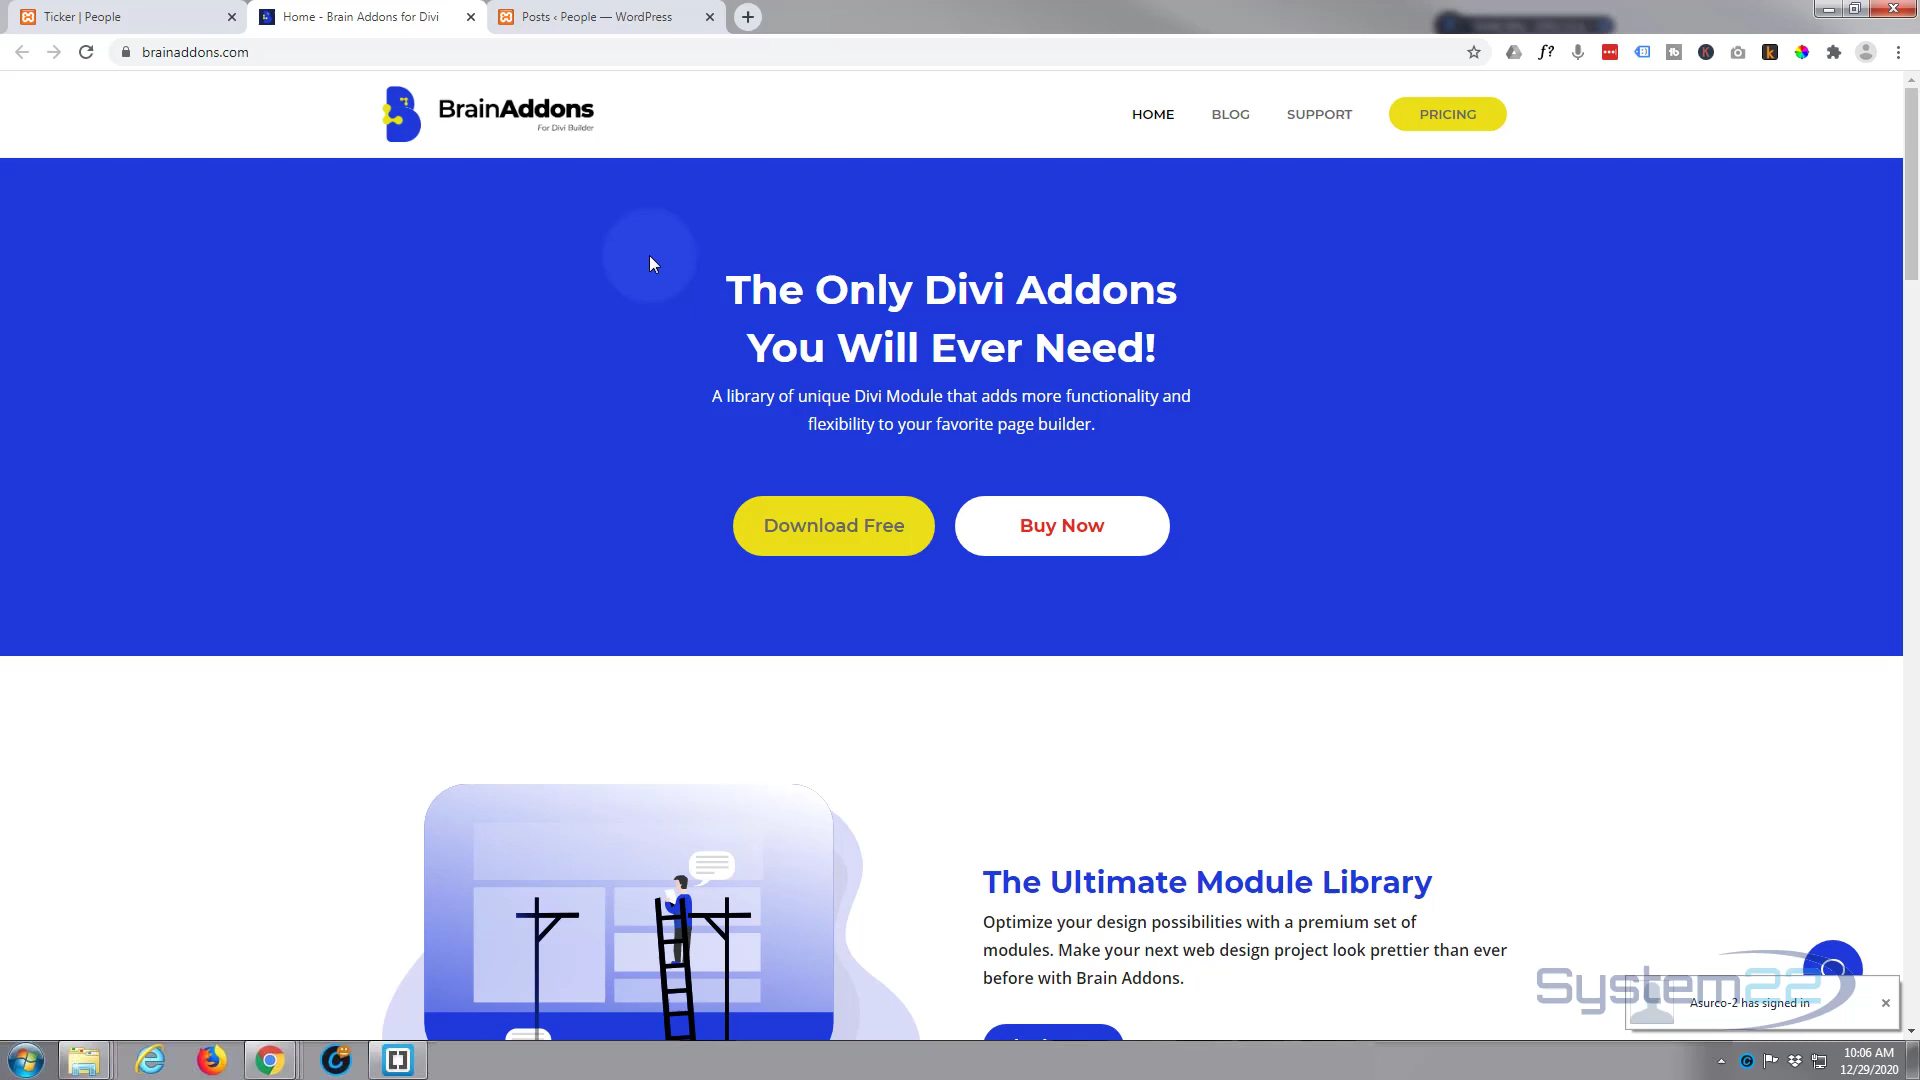 Ticker | People
Home - Brain Addons for Divi
Posts ‹ People — WordPress
brainaddons.com
f?
BrainAddons
For Divi Builder
HOME
BLOG
SUPPORT
PRICING
The Only Divi Addons
You Will Ever Need!
A library of unique Divi Module that adds more functionality and
flexibility to your favorite page builder.
Download Free
Buy Now
The Ultimate Module Library
Optimize your design possibilities with a premium set of
modules. Make your next web design project look prettier than ever
before with Brain Addons.
System22
Asurco-2 has signed in
10:06 AM
12/29/2020